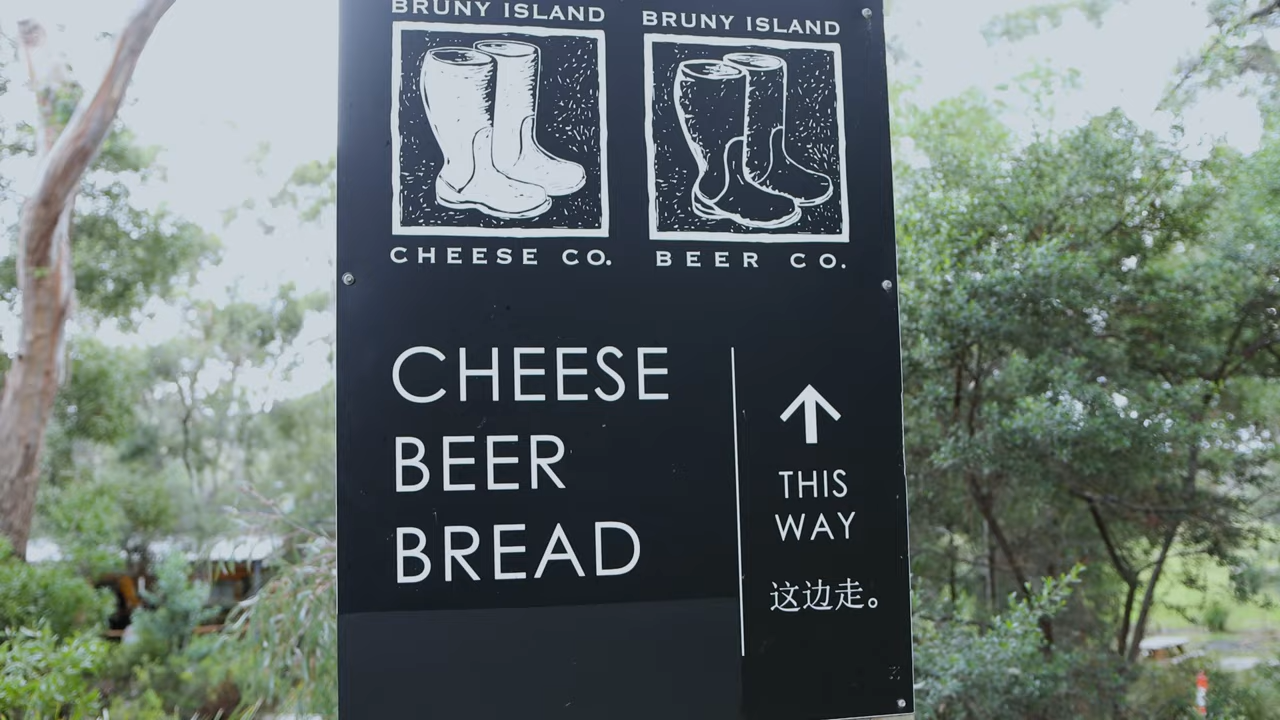 BRUNY ISLAND
CHEESE CO.
BRUNY ISLAND
BEER CO.
CHEESE
BEER
BREAD
THIS
WAY
这边走。